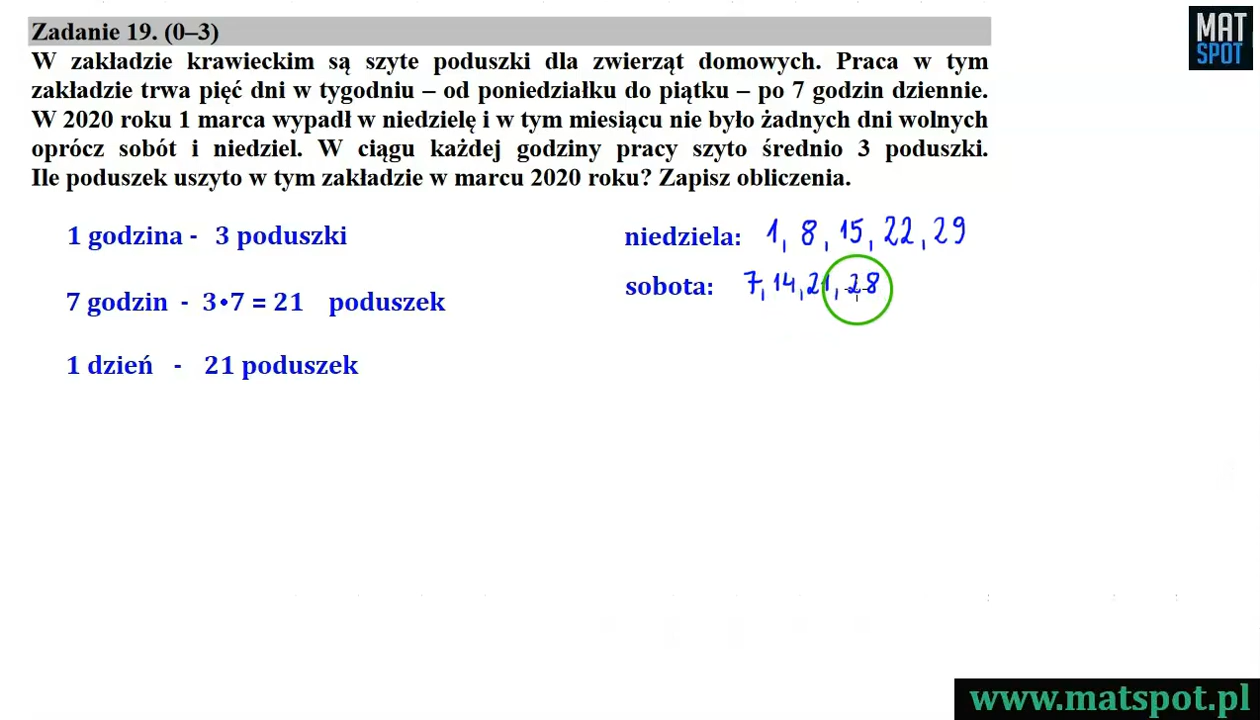 Zadanie 19. (0–3)
W zakładzie krawieckim są szyte poduszki dla zwierząt domowych. Praca w tym
zakładzie trwa pięć dni w tygodniu – od poniedziałku do piątku – po 7 godzin dziennie.
W 2020 roku 1 marca wypadł w niedzielę i w tym miesiącu nie było żadnych dni wolnych
oprócz sobót i niedziel. W ciągu każdej godziny pracy szyto średnio 3 poduszki.
Ile poduszek uszyto w tym zakładzie w marcu 2020 roku? Zapisz obliczenia.
1 godzina - 3 poduszki
7 godzin - 3•7 = 21 poduszek
1 dzień - 21 poduszek
niedziela: 1, 8, 15, 22, 29
sobota: 7, 14, 21, 28
MAT
SPOT
www.matspot.pl